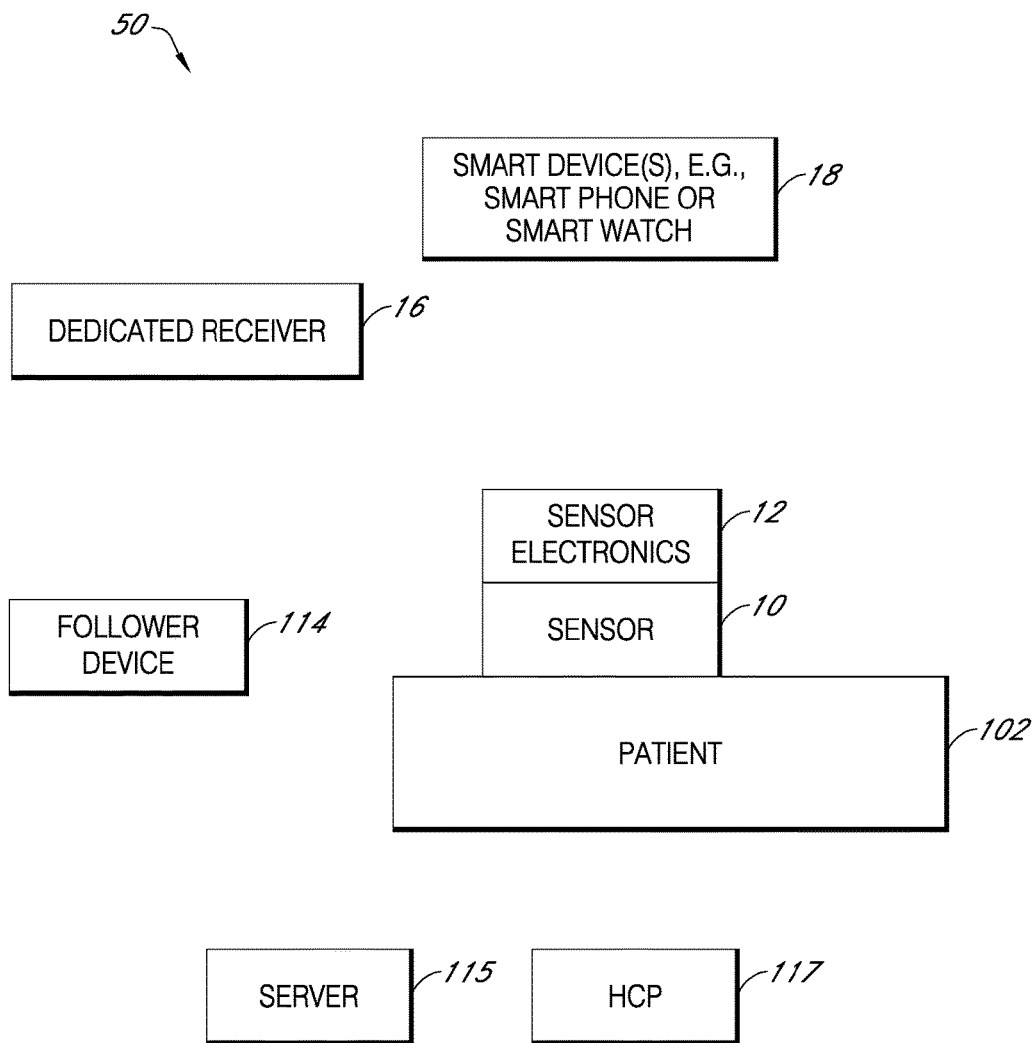 50
SMART DEVICE(S), E.G.,
SMART PHONE OR
SMART WATCH
18
DEDICATED RECEIVER
16
SENSOR
ELECTRONICS
12
SENSOR
10
FOLLOWER
DEVICE
114
PATIENT
102
SERVER
115
HCP
117